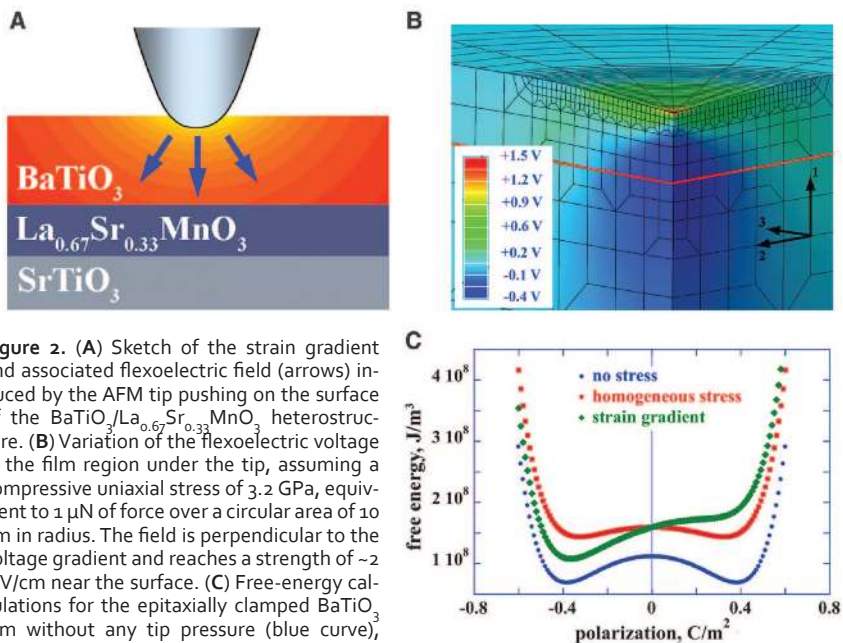 A
BaTiO₃
La₀.₆₇Sr₀.₃₃MnO₃
SrTiO₃
B
+1.5 V
+1.2 V
+0.9 V
+0.6 V
+0.2 V
-0.1 V
-0.4 V
1
3
2
gure 2. (A) Sketch of the strain gradient
nd associated flexoelectric field (arrows) in-
uced by the AFM tip pushing on the surface
f the BaTiO₃/La₀.₆₇Sr₀.₃₃MnO₃ heterostruc-
ure. (B) Variation of the flexoelectric voltage
the film region under the tip, assuming a
ompressive uniaxial stress of 3.2 GPa, equiv-
ent to 1 µN of force over a circular area of 10
m in radius. The field is perpendicular to the
oltage gradient and reaches a strength of ~2
V/cm near the surface. (C) Free-energy cal-
ulations for the epitaxially clamped BaTiO₃
m without any tip pressure (blue curve),
C
no stress
homogeneous stress
strain gradient
free energy, J/m³
4 10⁸
3 10⁸
2 10⁸
1 10⁸
-0.8 -0.4 0 0.4 0.8
polarization, C/m²